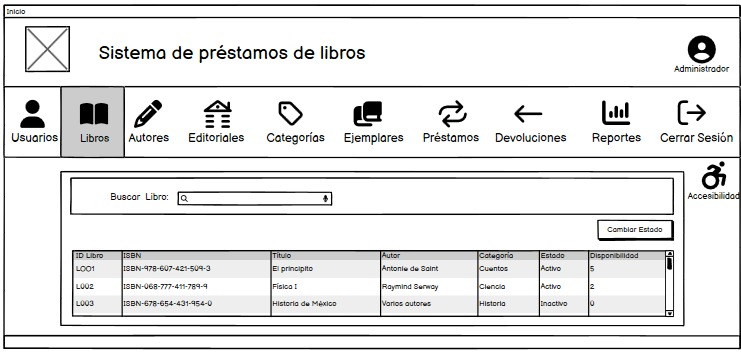 Inicio
Sistema de préstamos de libros
Administrador
Usuarios Libros Autores Editoriales Categorías Ejemplares Préstamos Devoluciones Reportes Cerrar Sesión
Accesibilidad
Buscar Libro:
Cambiar Estado
ID Libro ISBN Título Autor Categoría Estado Disponibilidad
L001 ISBN-978-607-421-509-3 El principito Antonie de Saint Cuentos Activo 5
L002 ISBN-068-777-411-789-9 Física I Raymind Serway Ciencia Activo 2
L003 ISBN-678-654-431-954-0 Historia de México Varios autores Historia Inactivo 0